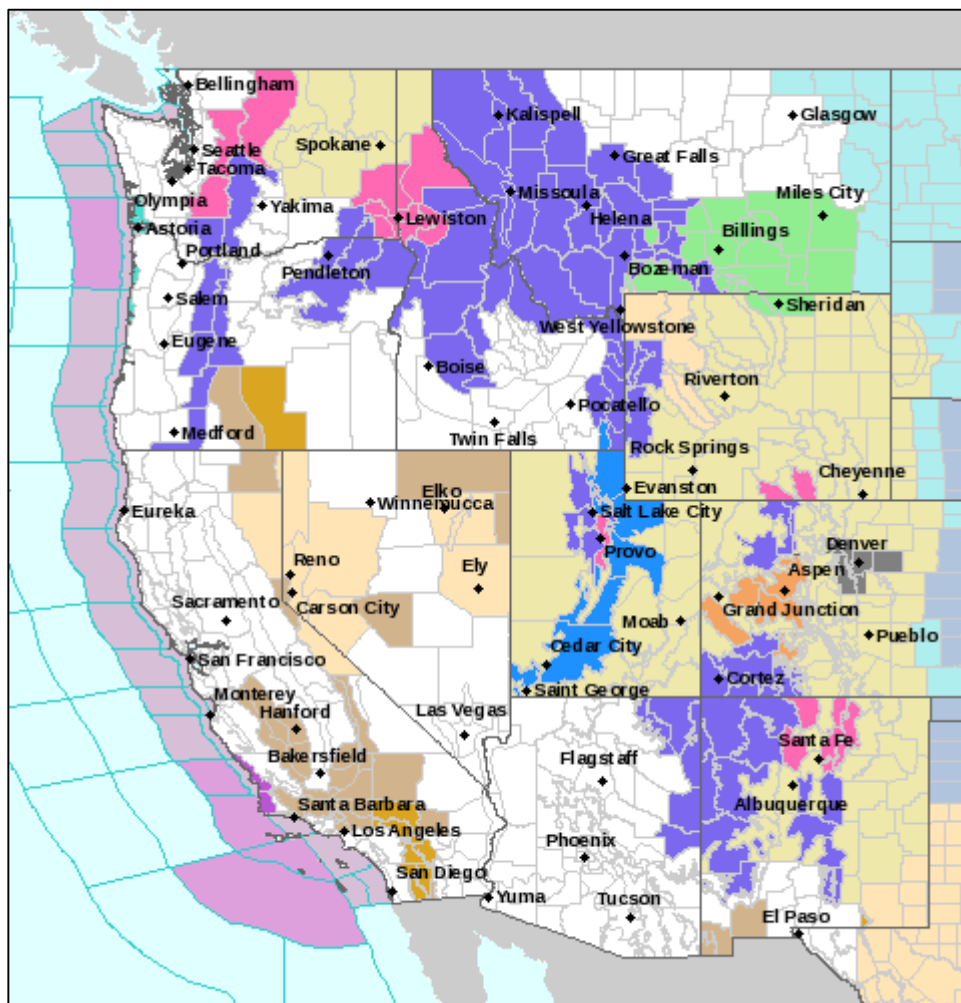 Bellingham
Kalispell
Glasgow
Seattle
Spokane
Great Falls
Tacoma
Olympia
Missoula
Miles City
Yakima
Lewiston
Helena
Astoria
Billings
Portland
Pendleton
Bozeman
Salem
Sheridan
West Yellowstone
Eugene
Boise
Riverton
Pocatello
Medford
Twin Falls
Rock Springs
Cheyenne
Elko
Evanston
Winnemucca
Eureka
Salt Lake City
Provo
Denver
Reno
Ely
Aspen
Carson City
Grand Junction
Sacramento
Moab
Pueblo
San Francisco
Cedar City
Cortez
Saint George
Monterey
Hanford
Las Vegas
Santa Fe
Flagstaff
Bakersfield
Albuquerque
Santa Barbara
Los Angeles
Phoenix
San Diego
Yuma
Tucson
El Paso